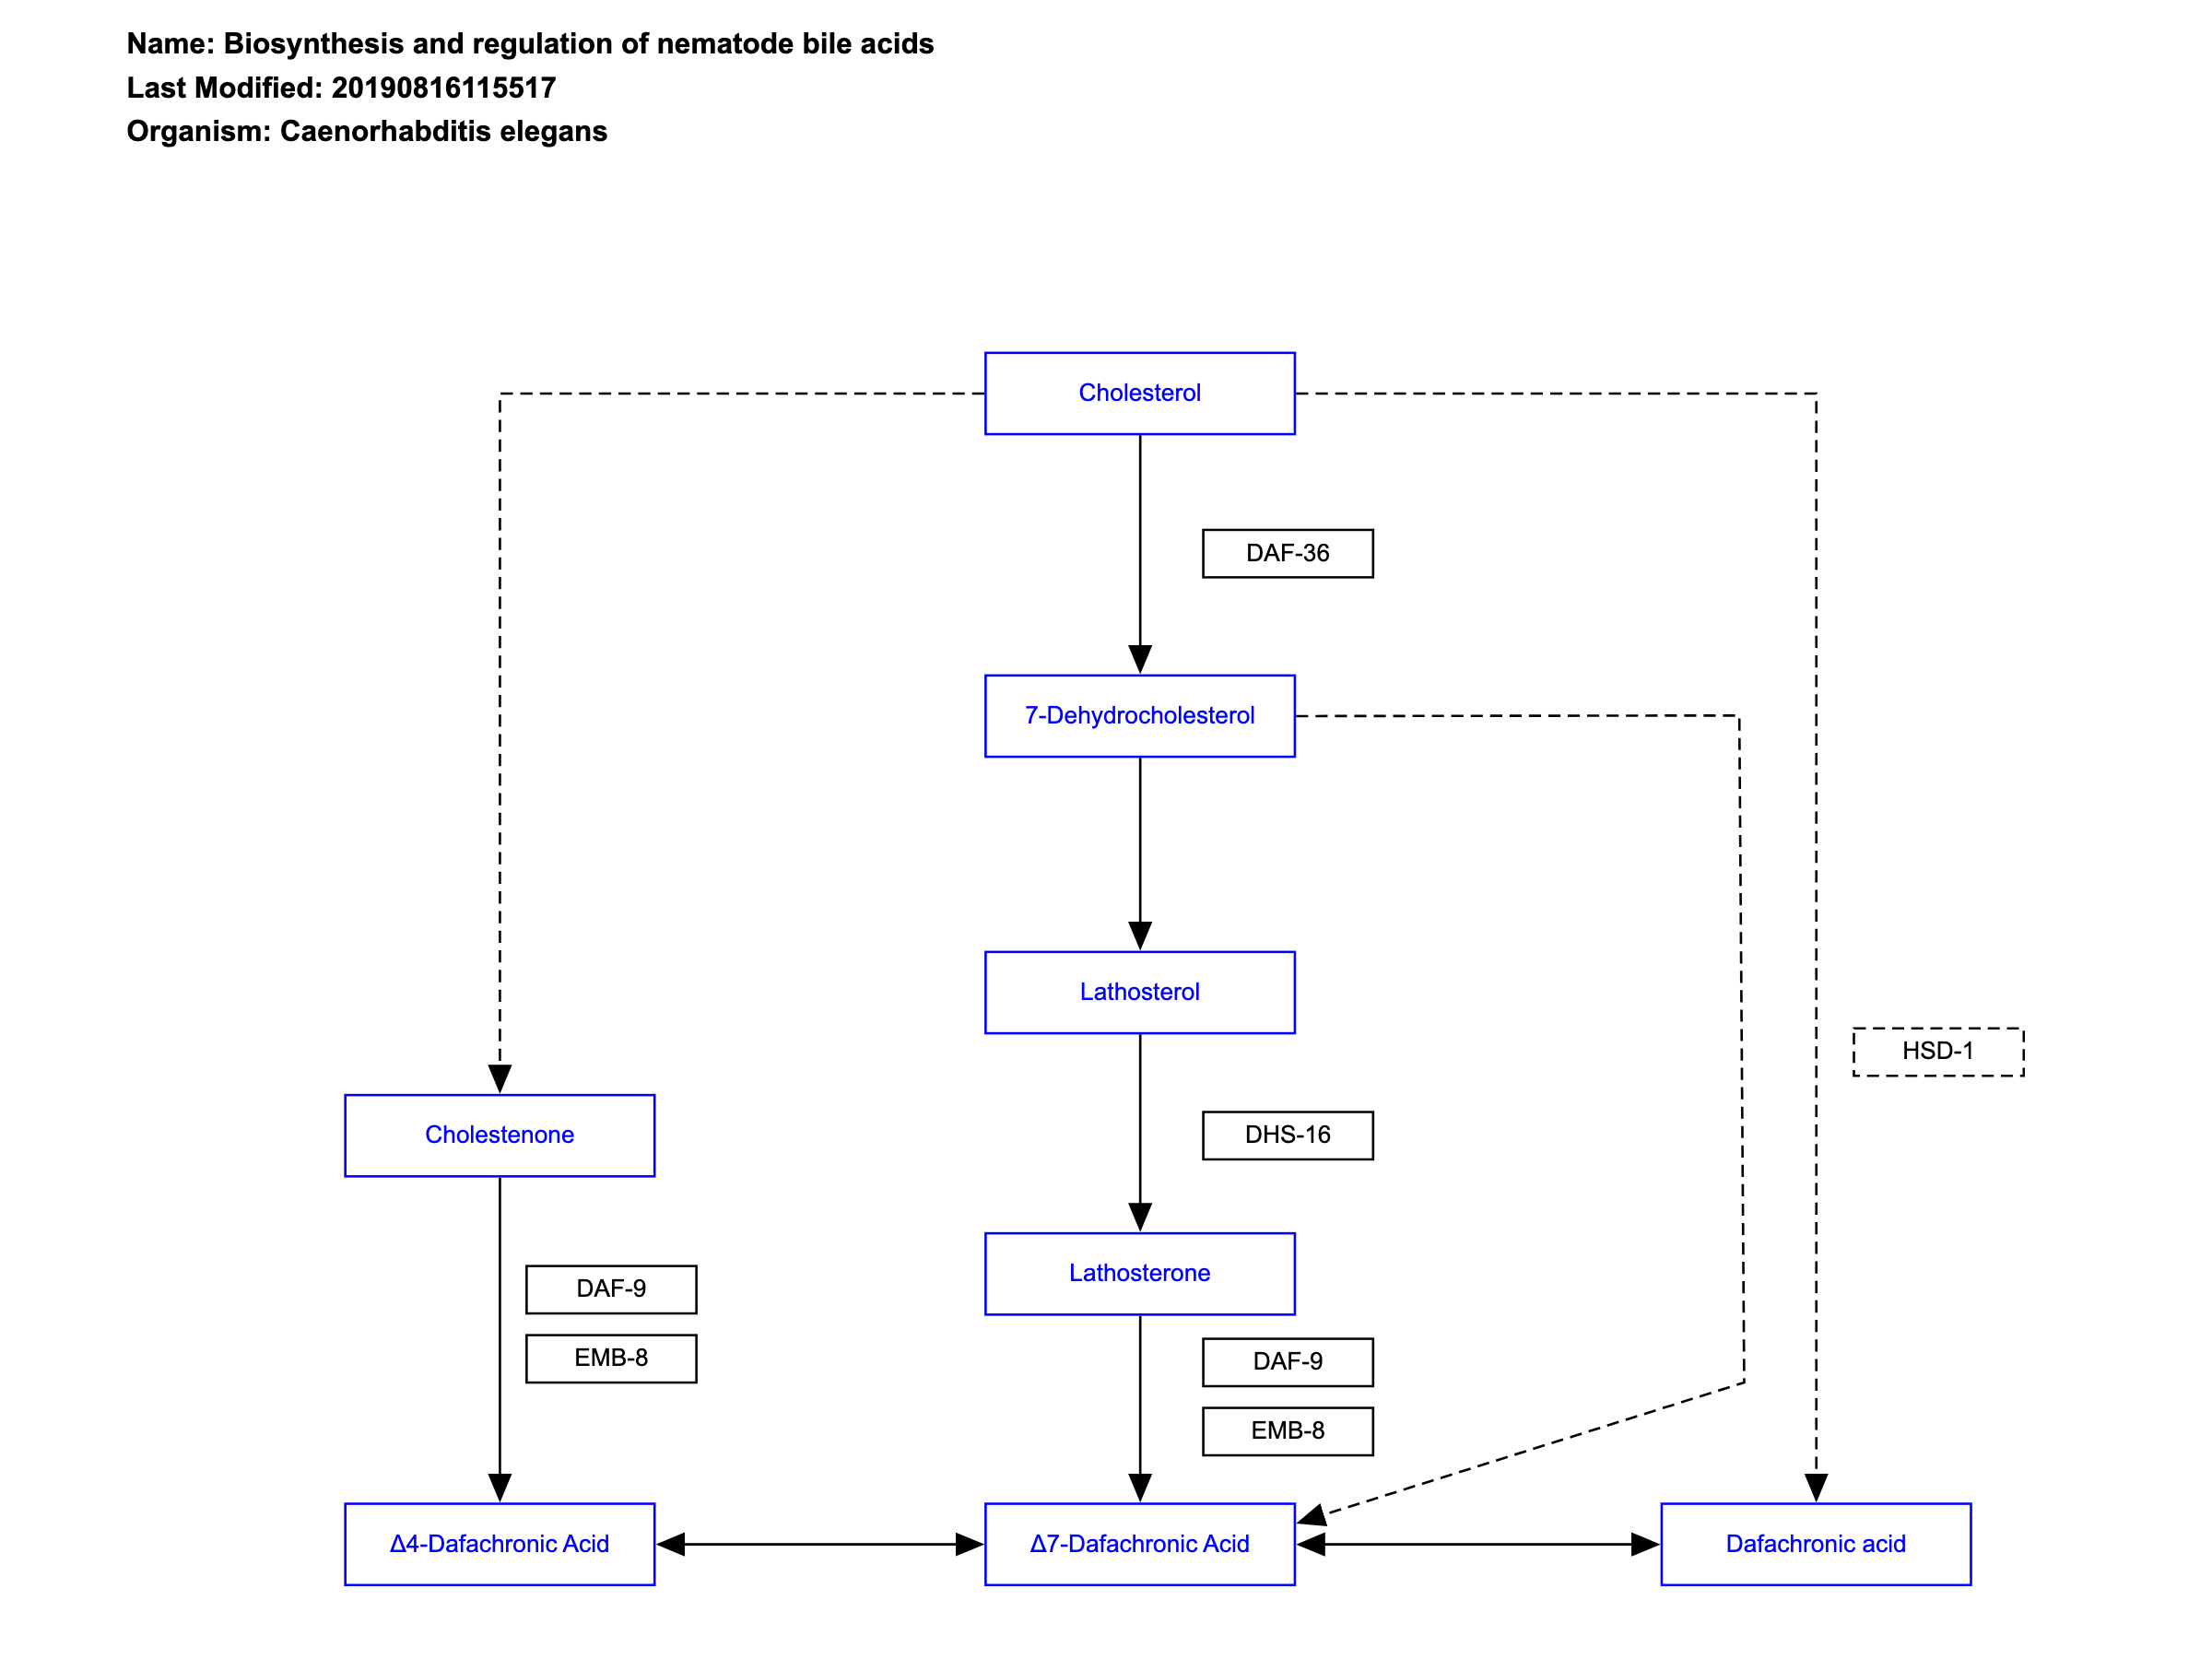 Name: Biosynthesis and regulation of nematode bile acids
Last Modified: 20190816115517
Organism: Caenorhabditis elegans
Cholesterol
DAF-36
7-Dehydrocholesterol
Lathosterol
HSD-1
Cholestenone
DHS-16
Lathosterone
DAF-9
EMB-8
DAF-9
EMB-8
Δ4-Dafachronic Acid
Δ7-Dafachronic Acid
Dafachronic acid